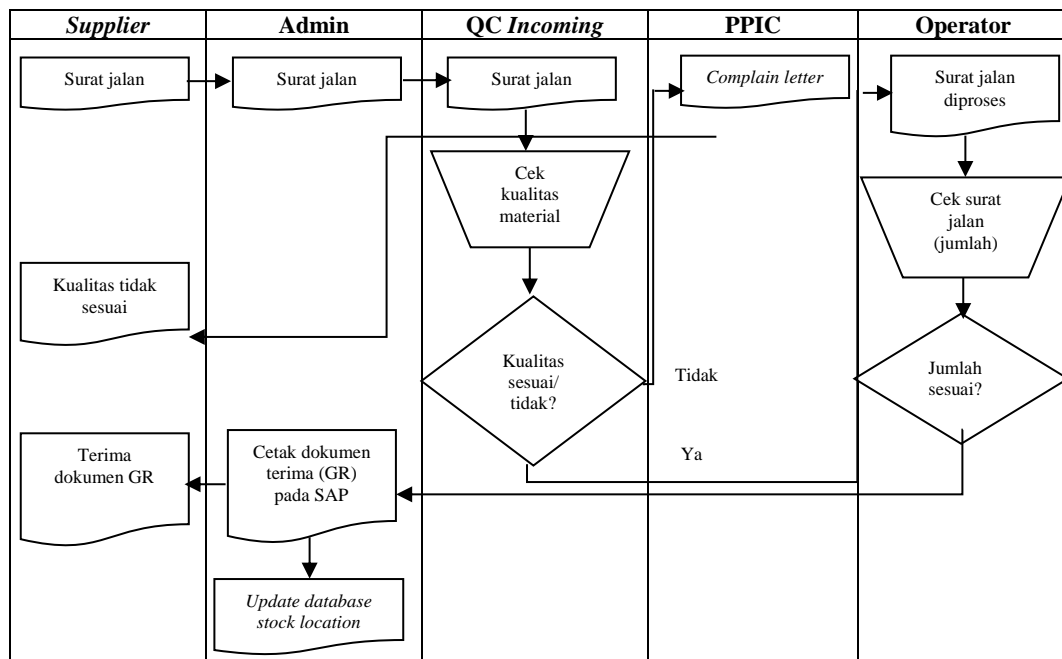 Supplier
Admin
QC Incoming
PPIC
Operator
Surat jalan
Surat jalan
Surat jalan
Complain letter
Surat jalan
diproses
Cek
kualitas
material
Cek surat
jalan
(jumlah)
Kualitas tidak
sesuai
Kualitas
sesuai/
tidak?
Tidak
Jumlah
sesuai?
Terima
dokumen GR
Cetak dokumen
terima (GR)
pada SAP
Ya
Update database
stock location